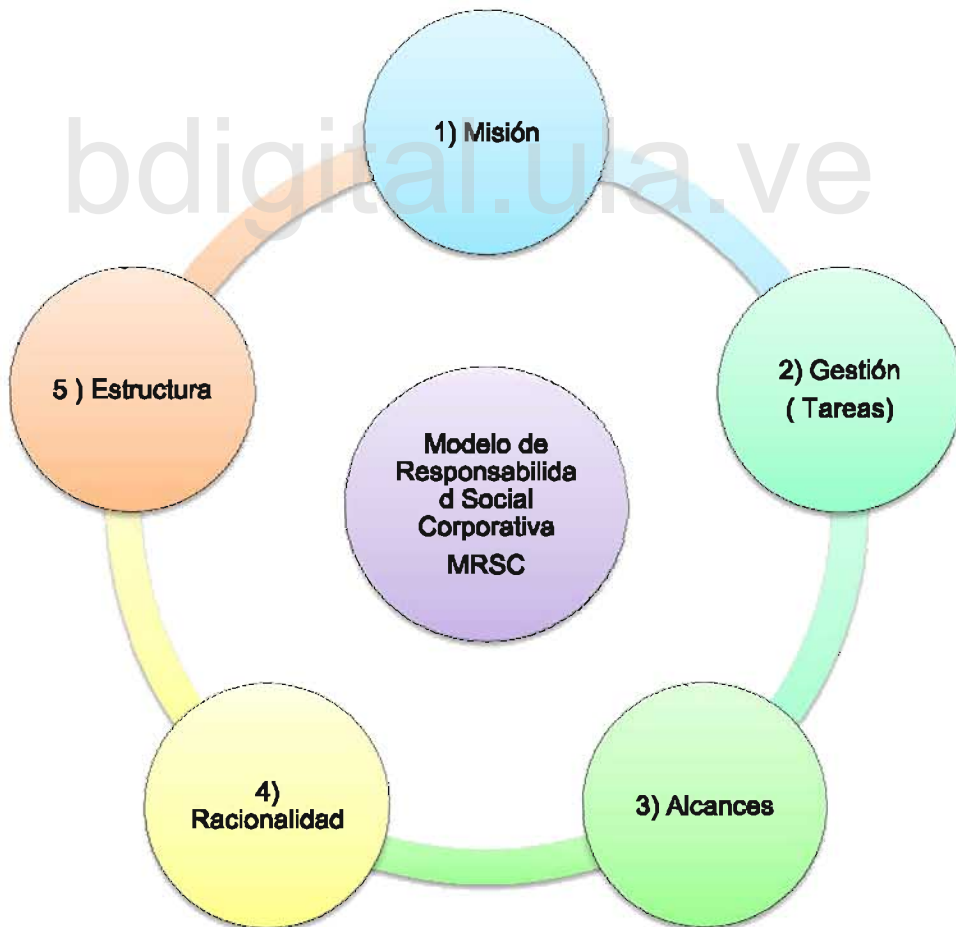 bdigital.ula.ve
1) Misión
2) Gestión
( Tareas)
3) Alcances
4)
Racionalidad
5 ) Estructura
Modelo de
Responsabilida
d Social
Corporativa
MRSC